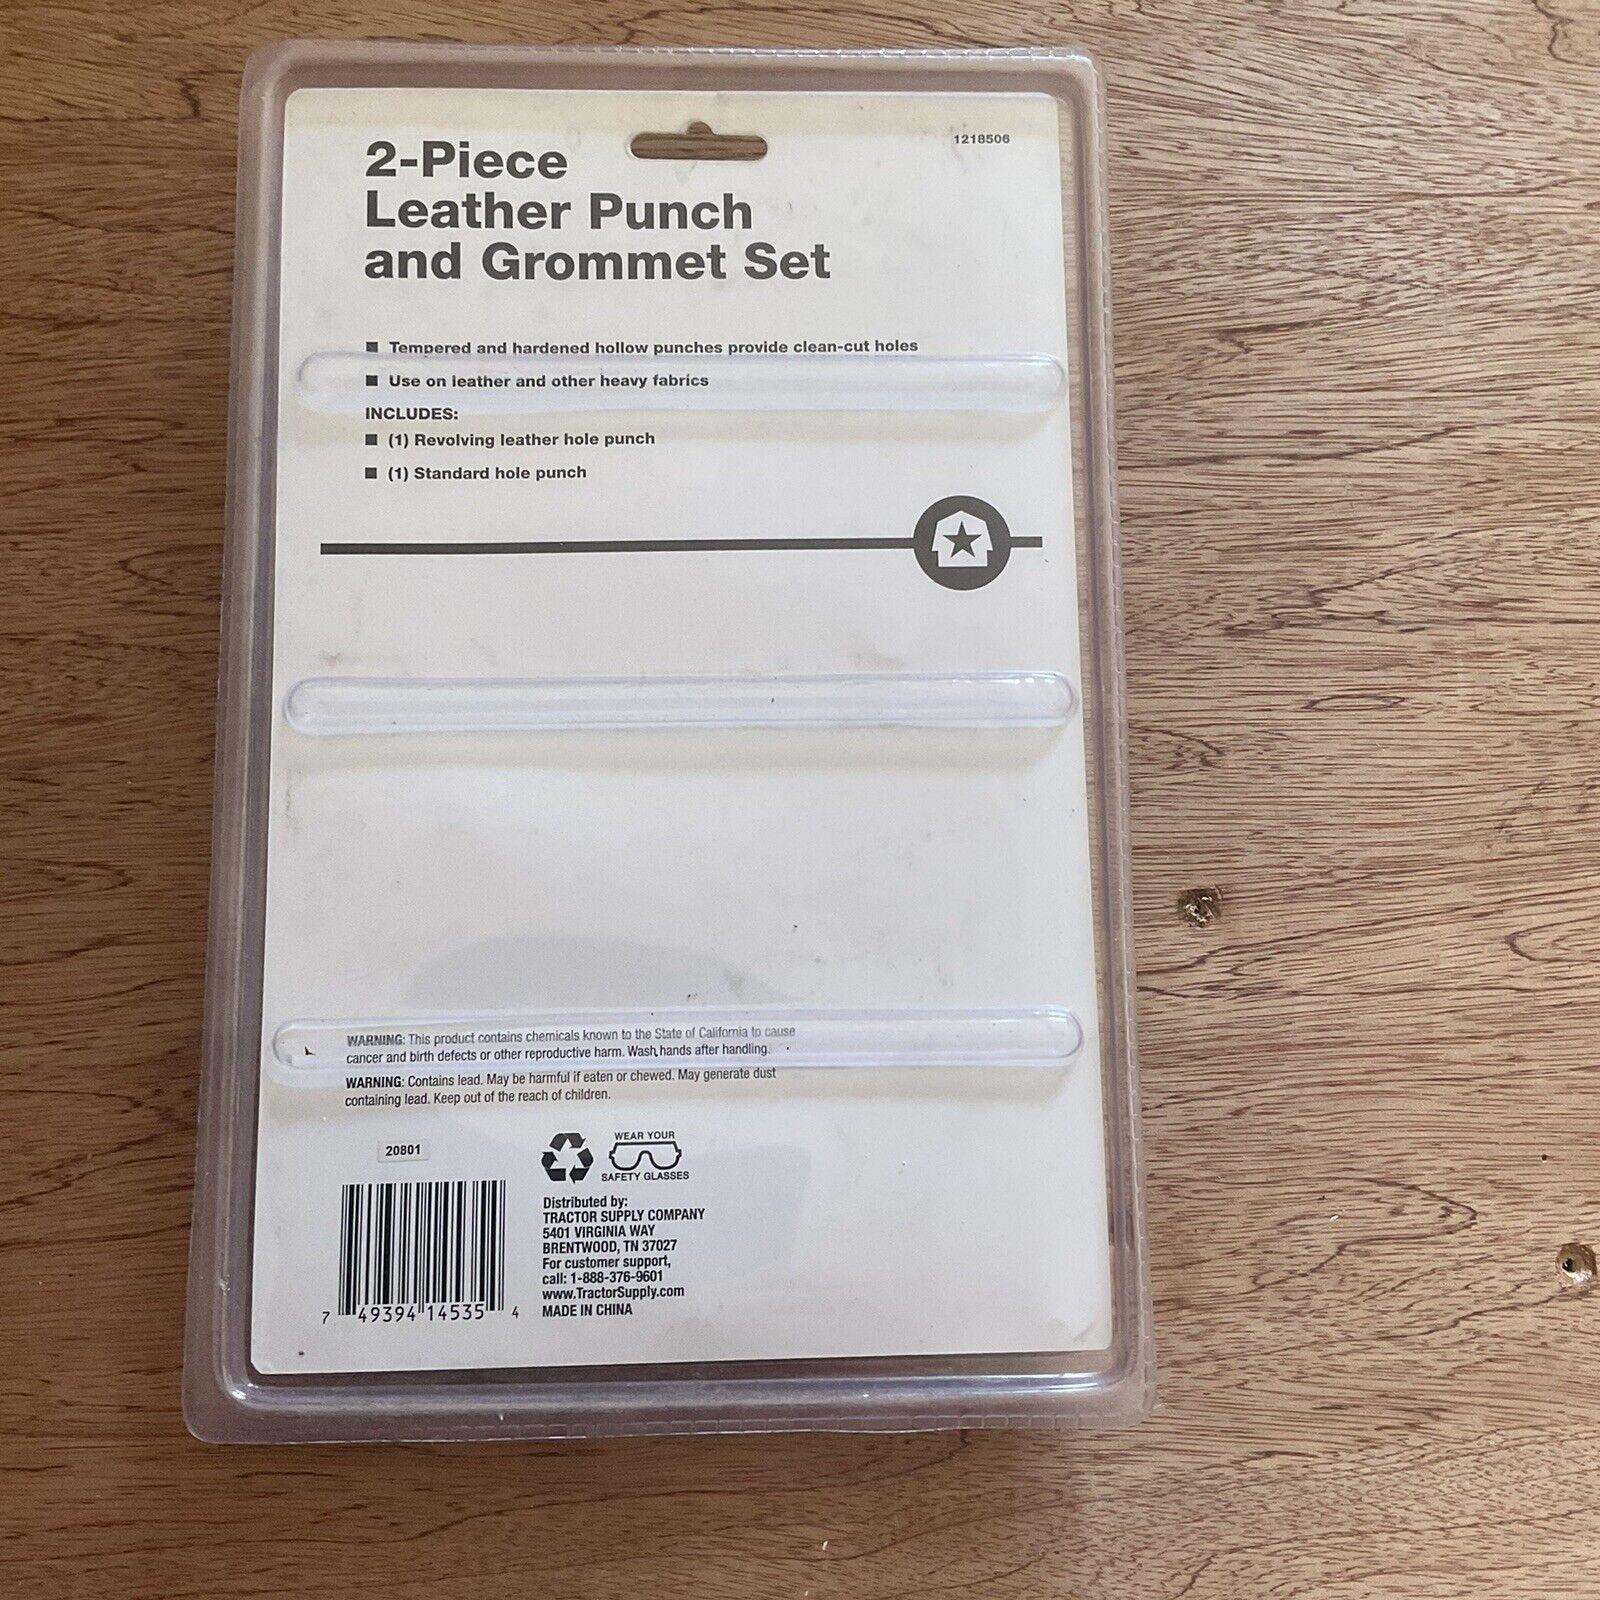 1218506
2-Piece
Leather Punch
and Grommet Set
■ Tempered and hardened hollow punches provide clean-cut holes
■ Use on leather and other heavy fabrics
INCLUDES:
■ (1) Revolving leather hole punch
■ (1) Standard hole punch
WARNING: This product contains chemicals known to the State of California to cause
cancer and birth defects or other reproductive harm. Wash hands after handling.
WARNING: Contains lead. May be harmful if eaten or chewed. May generate dust
containing lead. Keep out of the reach of children.
20801
WEAR YOUR
SAFETY GLASSES
Distributed by:
TRACTOR SUPPLY COMPANY
5401 VIRGINIA WAY
BRENTWOOD, TN 37027
For customer support,
call: 1-888-376-9601
www.TractorSupply.com
MADE IN CHINA
7 49394 14535 4